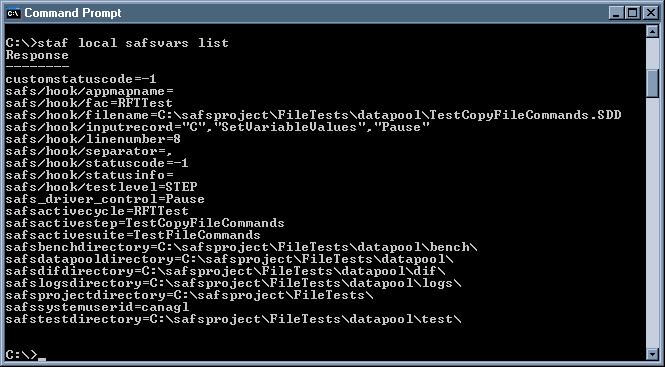 Command Prompt
C:\>staf local safsvars list
Response
--------
customstatuscode=-1
safs/hook/appmapname=
safs/hook/fac=RFTTest
safs/hook/filename=C:\safsproject\FileTests\datapool\TestCopyFileCommands.SDD
safs/hook/inputrecord="C","SetVariableValues","Pause"
safs/hook/linenumber=8
safs/hook/separator=,
safs/hook/statuscode=-1
safs/hook/statusinfo=
safs/hook/testlevel=STEP
safs_driver_control=Pause
safsactivecycle=RFTTest
safsactivestep=TestCopyFileCommands
safsactivesuite=TestFileCommands
safsbenchdirectory=C:\safsproject\FileTests\datapool\bench\
safsdatapooldirectory=C:\safsproject\FileTests\datapool\
safsdifdirectory=C:\safsproject\FileTests\datapool\dif\
safslogsdirectory=C:\safsproject\FileTests\datapool\logs\
safsprojectdirectory=C:\safsproject\FileTests\
safssystemuserid=canagl
safstestdirectory=C:\safsproject\FileTests\datapool\test\
C:\>_